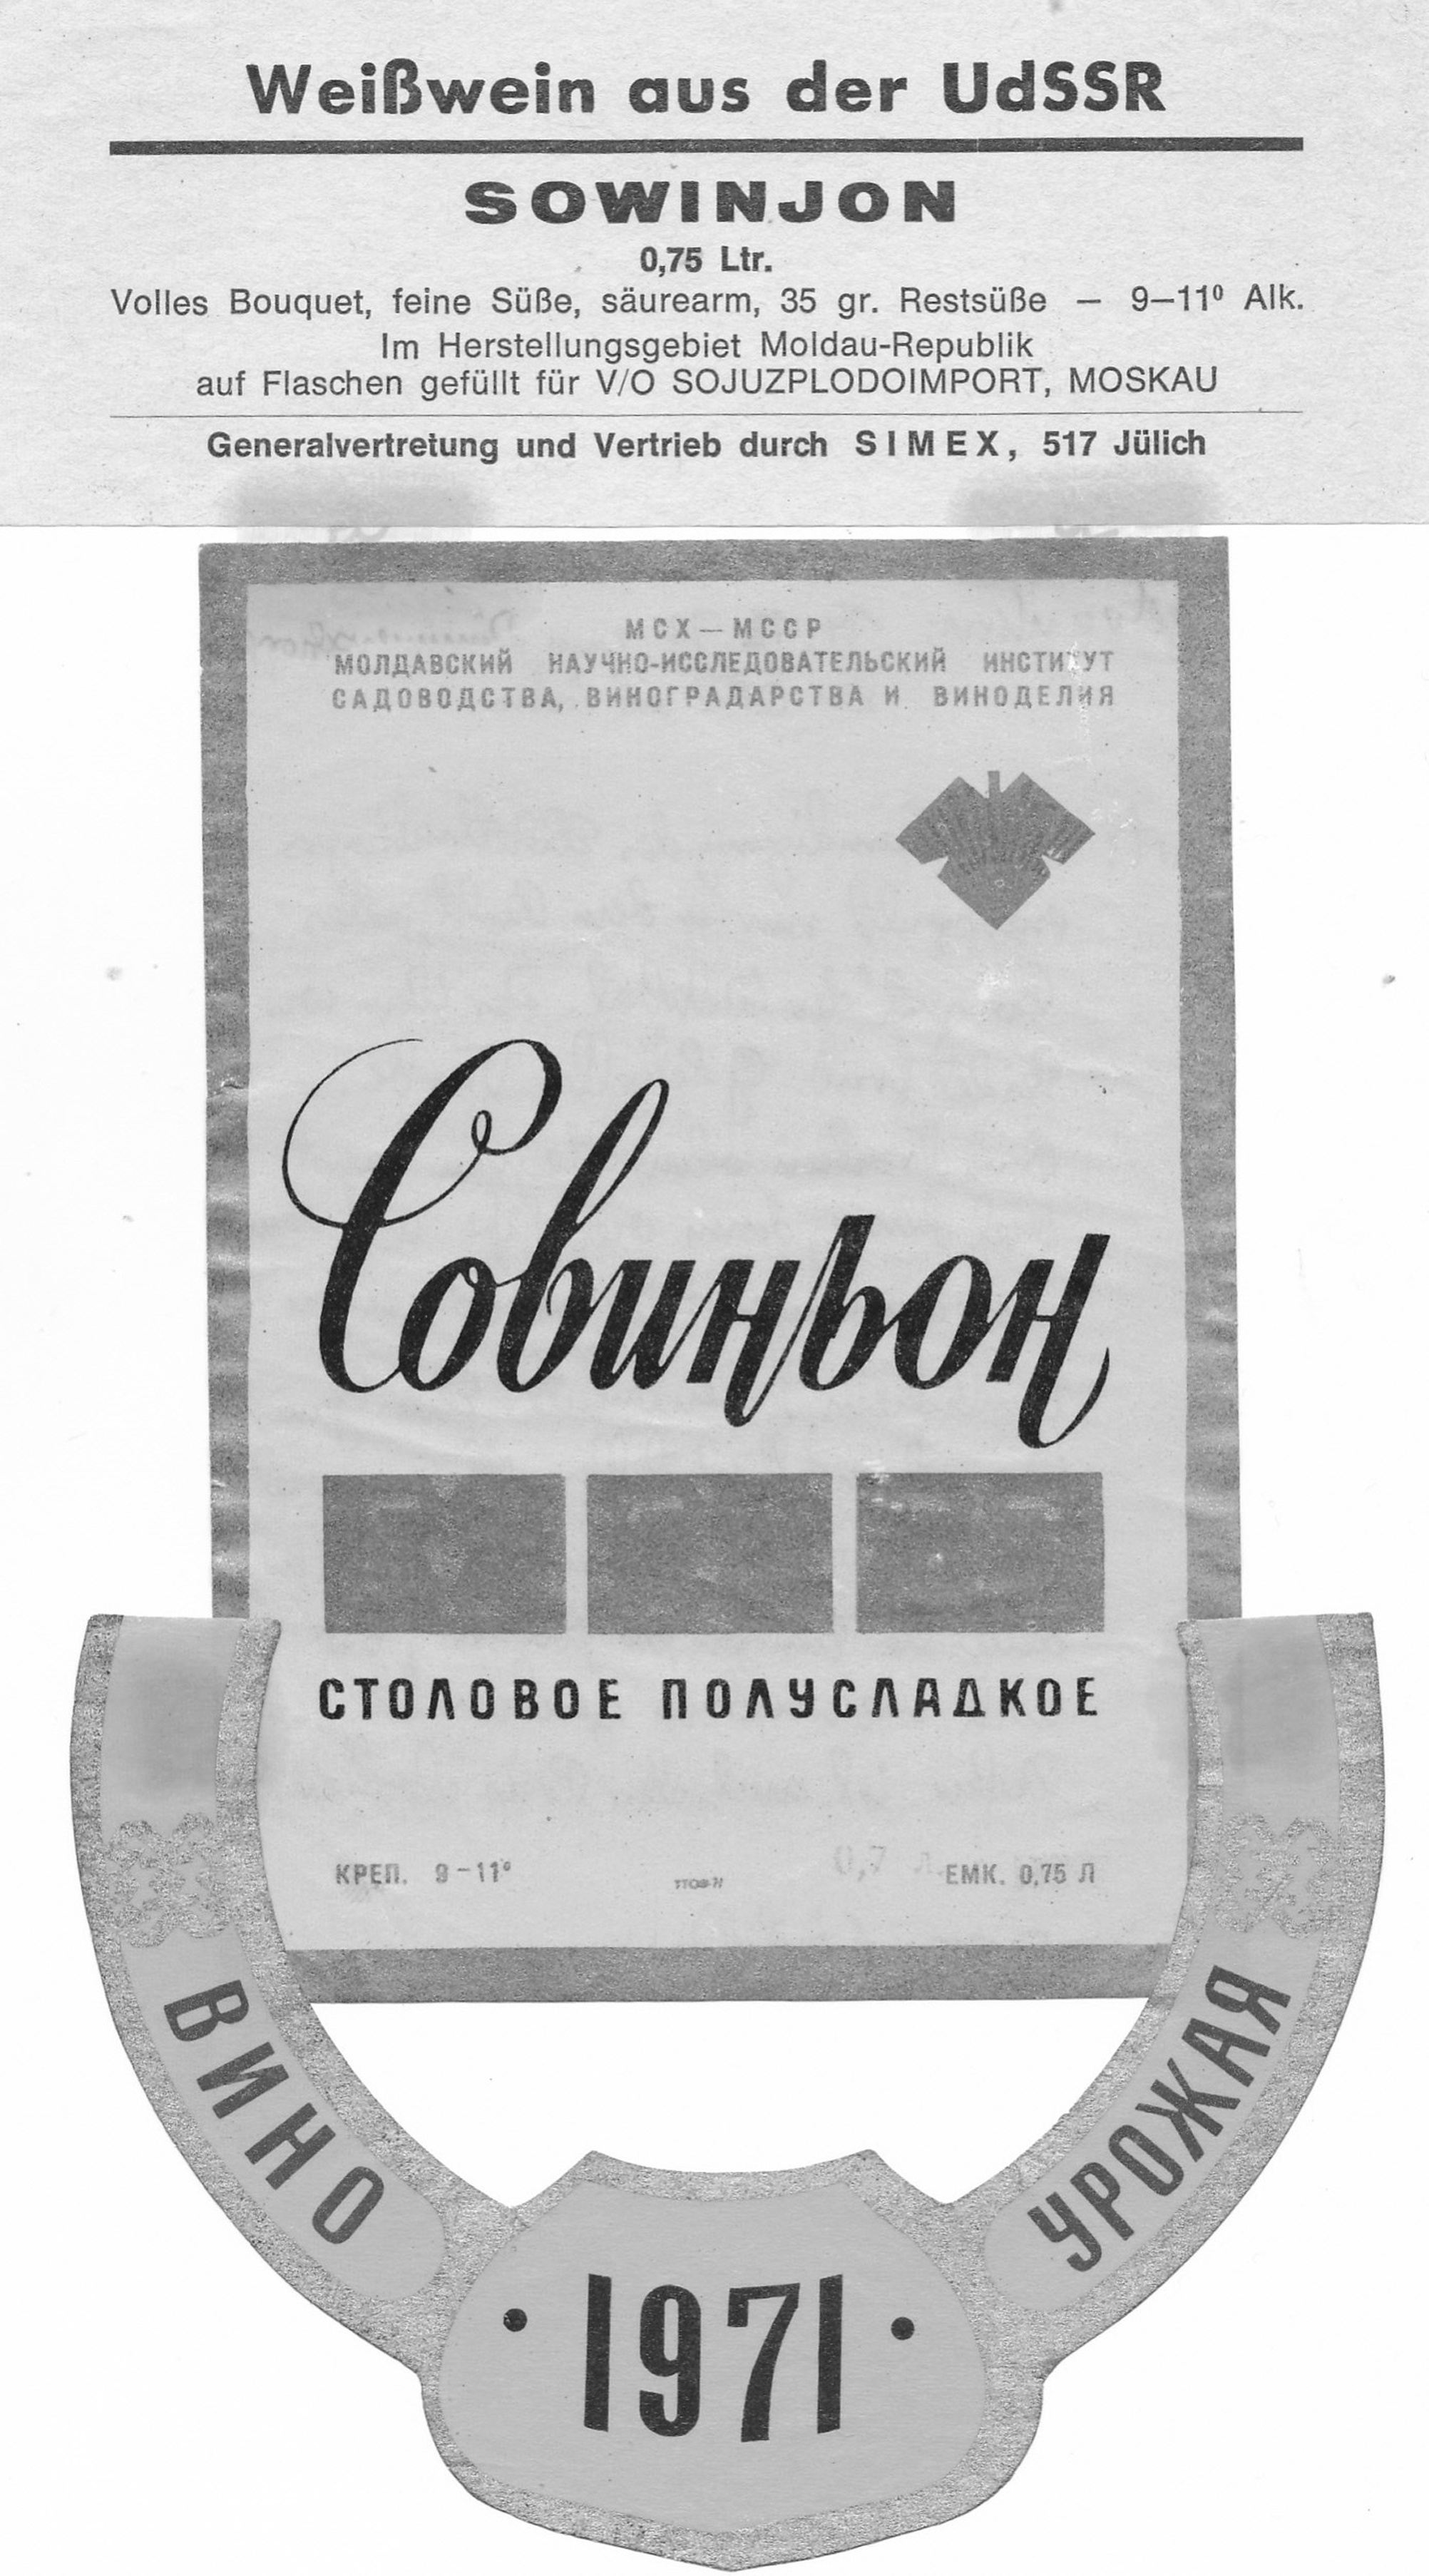 Weißwein aus der UdSSR
SOWINJON
0,75 Ltr.
Volles Bouquet, feine Süße, säurearm, 35 gr. Restsüße — 9–11⁰ Alk.
Im Herstellungsgebiet Moldau-Republik
auf Flaschen gefüllt für V/O SOJUZPLODOIMPORT, MOSKAU
Generalvertretung und Vertrieb durch SIMEX, 517 Jülich
МСХ — МССР
МОЛДАВСКИЙ НАУЧНО-ИССЛЕДОВАТЕЛЬСКИЙ ИНСТИТУТ
САДОВОДСТВА, ВИНОГРАДАРСТВА И ВИНОДЕЛИЯ
Совиньон
СТОЛОВОЕ ПОЛУСЛАДКОЕ
КРЕП. 9–11° ЕМК. 0,75 Л
ВИНО
УРОЖАЯ
• 1971 •